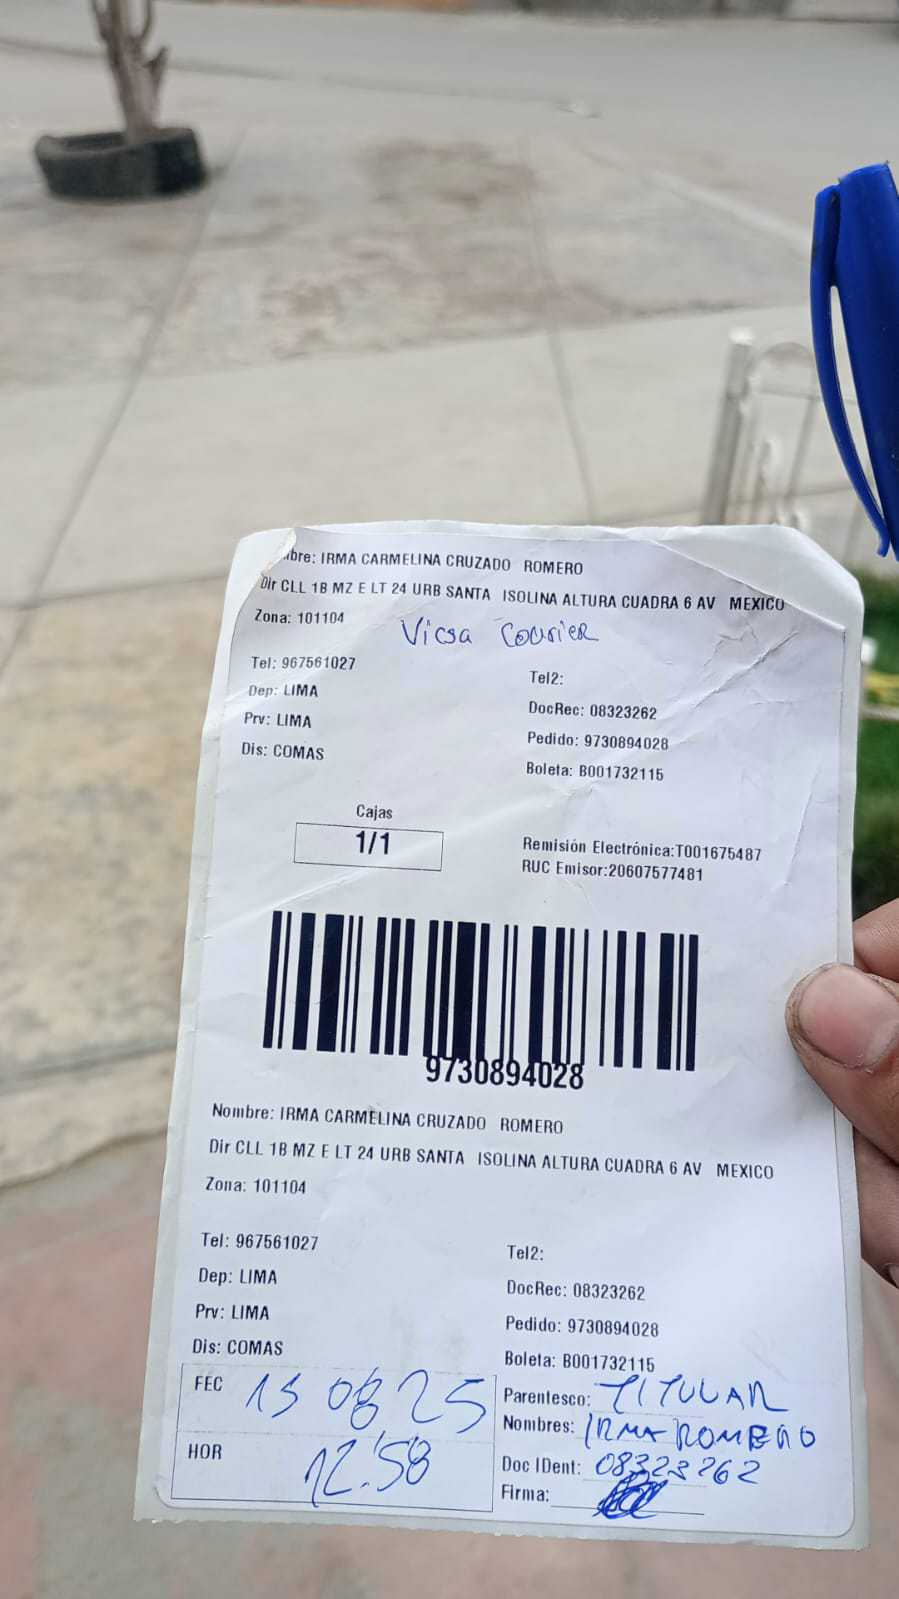 bre: IRMA CARMELINA CRUZADO ROMERO
Dir CLL 1B MZ E LT 24 URB SANTA ISOLINA ALTURA CUADRA 6 AV MEXICO
Zona: 101104
Vicsa Courier
Tel: 967561027
Tel2:
Dep: LIMA
DocRec: 08323262
Prv: LIMA
Pedido: 9730894028
Dis: COMAS
Boleta: B001732115
Cajas
1/1
Remisión Electrónica:T001675487
RUC Emisor:20607577481
9730894028
Nombre: IRMA CARMELINA CRUZADO ROMERO
Dir CLL 1B MZ E LT 24 URB SANTA ISOLINA ALTURA CUADRA 6 AV MEXICO
Zona: 101104
Tel: 967561027
Tel2:
Dep: LIMA
DocRec: 08323262
Prv: LIMA
Pedido: 9730894028
Dis: COMAS
Boleta: B001732115
FEC 13 08 25
Parentesco: TITULAR
Nombres: IRMA ROMERO
HOR 12:58
Doc IDent: 08323262
Firma: